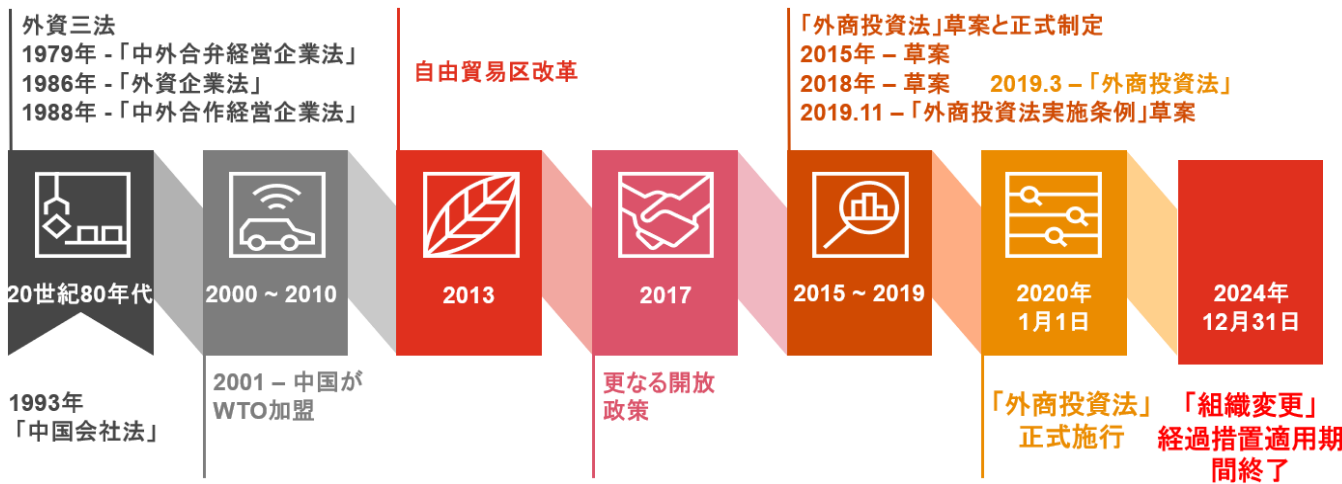 外資三法
1979年 - 「中外合弁経営企業法」
1986年 - 「外資企業法」
1988年 - 「中外合作経営企業法」
自由貿易区改革
「外商投資法」草案と正式制定
2015年 – 草案
2018年 – 草案 2019.3 – 「外商投資法」
2019.11 – 「外商投資法実施条例」草案
20世紀80年代
2000 ~ 2010
2013
2017
2015 ~ 2019
2020年
1月1日
2024年
12月31日
1993年
「中国会社法」
2001 – 中国が
WTO加盟
更なる開放
政策
「外商投資法」
正式施行
「組織変更」
経過措置適用期
間終了